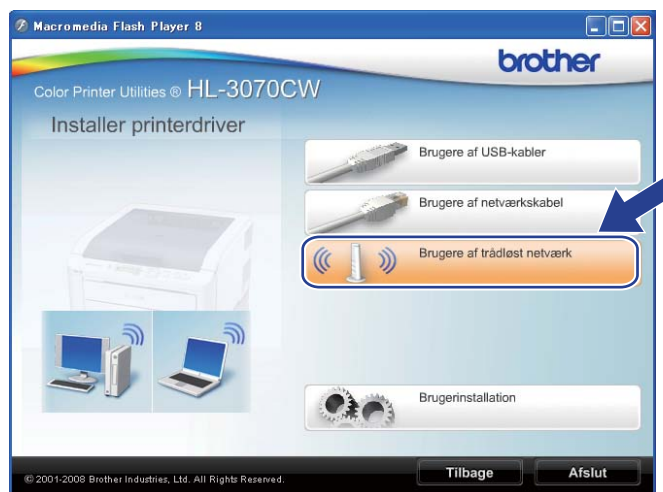 Macromedia Flash Player 8
brother
Color Printer Utilities ® HL-3070CW
Installer printerdriver
Brugere af USB-kabler
Brugere af netværkskabel
Brugere af trådløst netværk
Brugerinstallation
© 2001-2008 Brother Industries, Ltd. All Rights Reserved.
Tilbage
Afslut